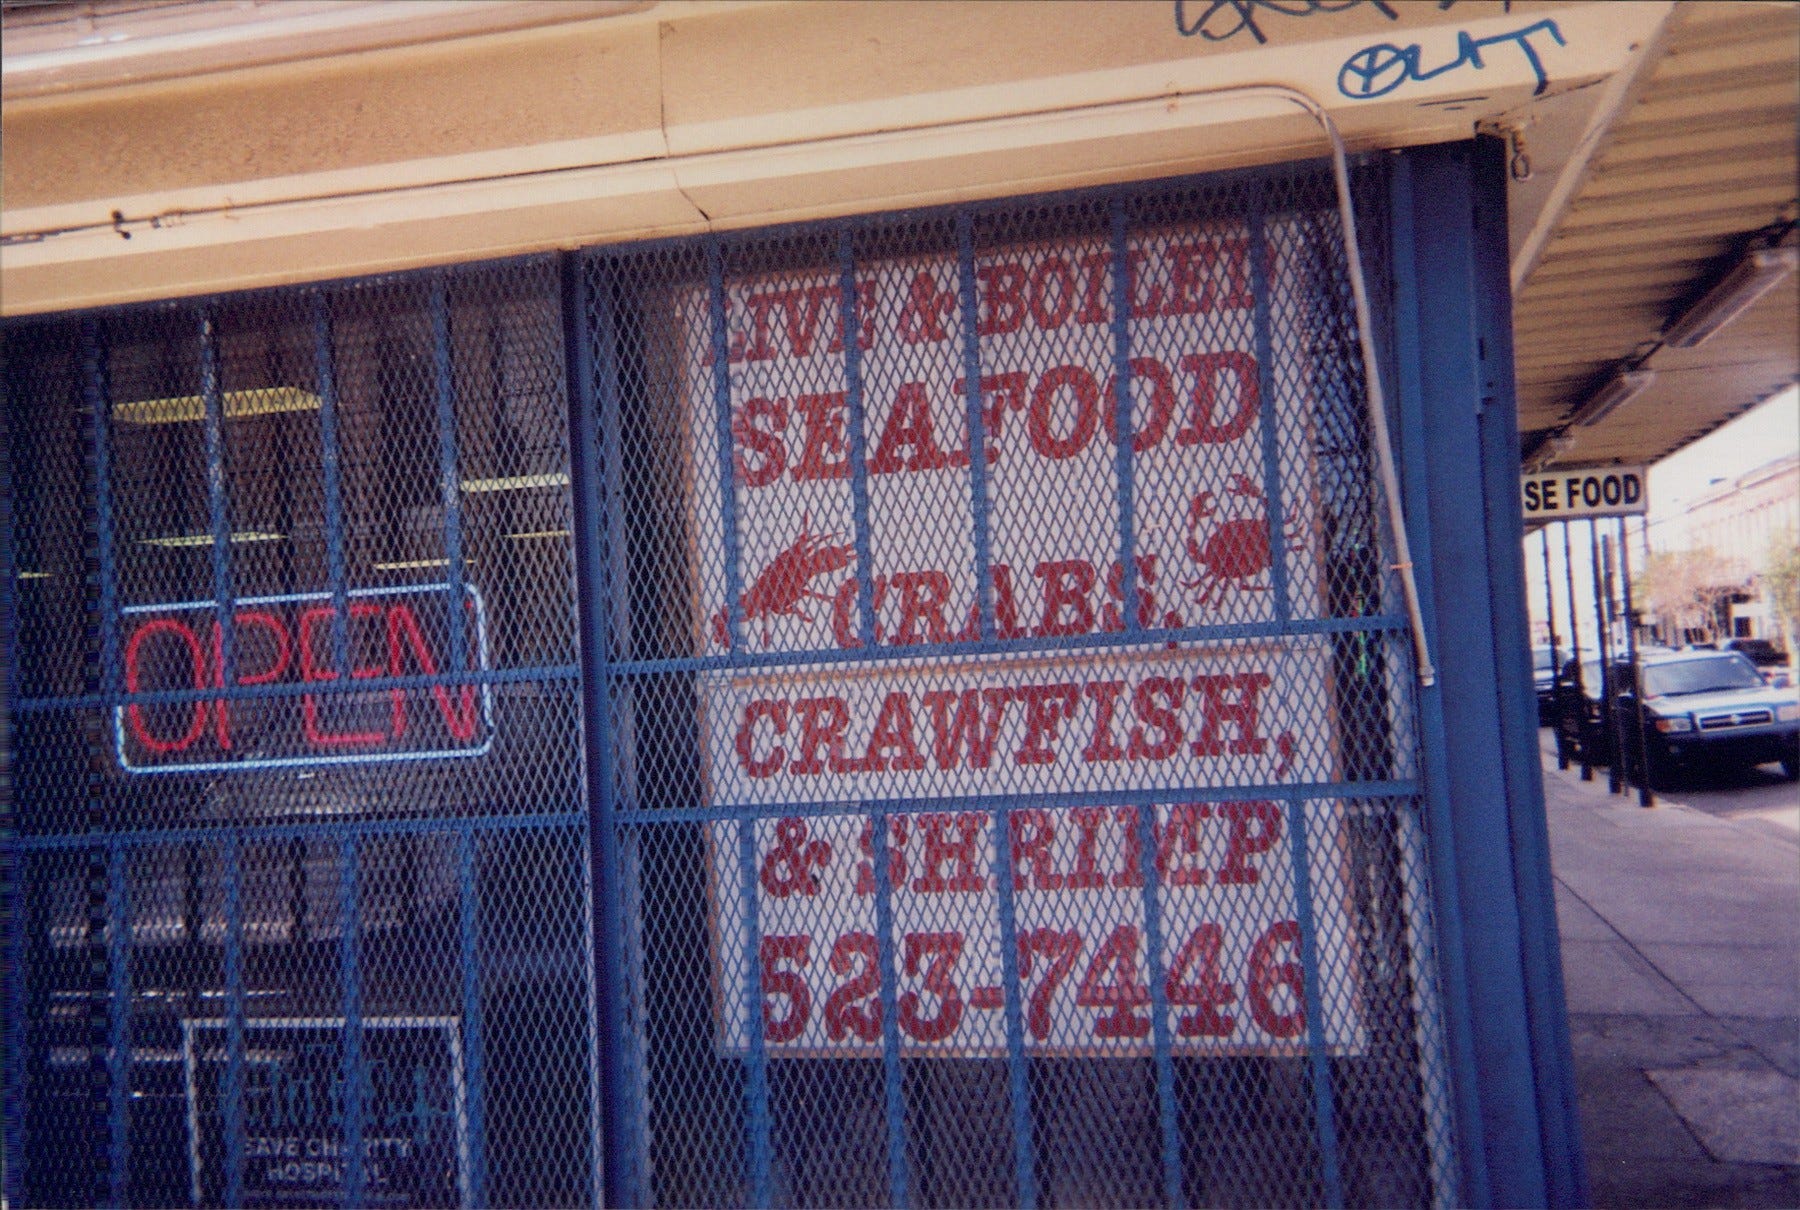 OUT
LIVE & BOILED
SEAFOOD
CRABS,
CRAWFISH,
& SHRIMP
523-7446
OPEN
SAVE CHARITY
HOSPITAL
SE FOOD